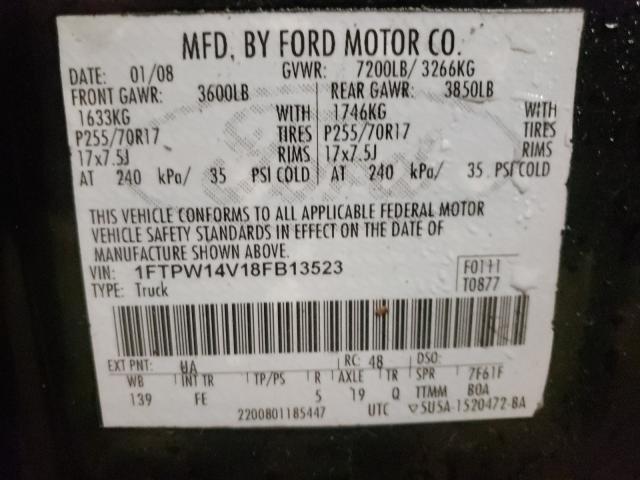 MFD. BY FORD MOTOR CO.
DATE: 01/08 GVWR: 7200LB/ 3266KG
FRONT GAWR: 3600LB REAR GAWR: 3850LB
1633KG WITH 1746KG WITH
P255/70R17 TIRES P255/70R17 TIRES
17x7.5J RIMS 17x7.5J RIMS
AT 240 kPa/ 35 PSI COLD AT 240 kPa/ 35 PSI COLD
THIS VEHICLE CONFORMS TO ALL APPLICABLE FEDERAL MOTOR
VEHICLE SAFETY STANDARDS IN EFFECT ON THE DATE OF
MANUFACTURE SHOWN ABOVE.
VIN: 1FTPW14V18FB13523 F0111
TYPE: Truck T0877
EXT PNT: UA RC: 48 DSO:
WB INT TR TP/PS R AXLE TR SPR 7F61F
139 FE 5 19 Q TTMM BOA
2200801185447 UTC ▽5U5A-1520472-BA